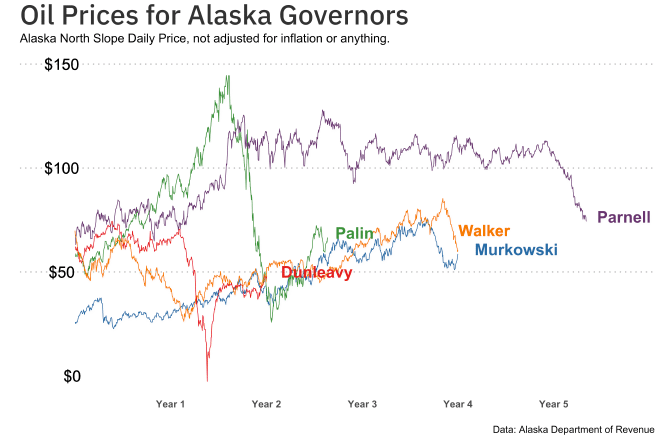 Oil Prices for Alaska Governors
Alaska North Slope Daily Price, not adjusted for inflation or anything.
$150
$100
$50
$0
Palin
Dunleavy
Walker
Murkowski
Parnell
Year 1
Year 2
Year 3
Year 4
Year 5
Data: Alaska Department of Revenue